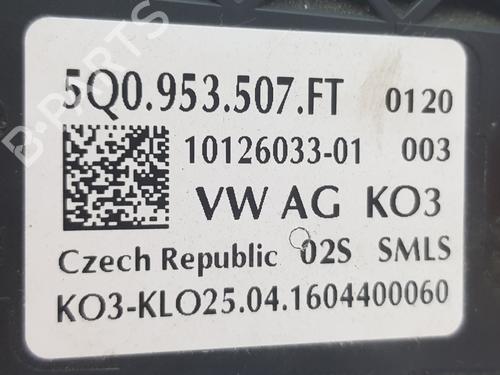 5Q0.953.507.FT 0120
10126033-01 003
VW AG KO3
Czech Republic 02S SMLS
KO3-KLO25.04.1604400060
B-PARTS